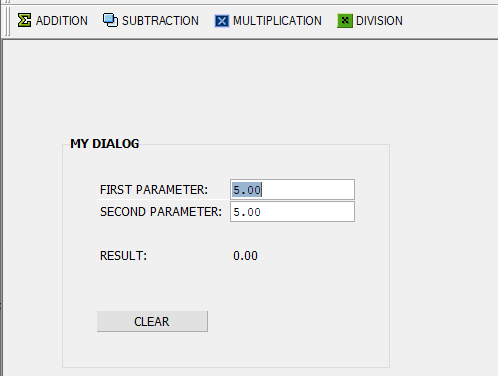 ADDITION SUBTRACTION MULTIPLICATION DIVISION
MY DIALOG
FIRST PARAMETER: 5.00
SECOND PARAMETER: 5.00
RESULT: 0.00
CLEAR